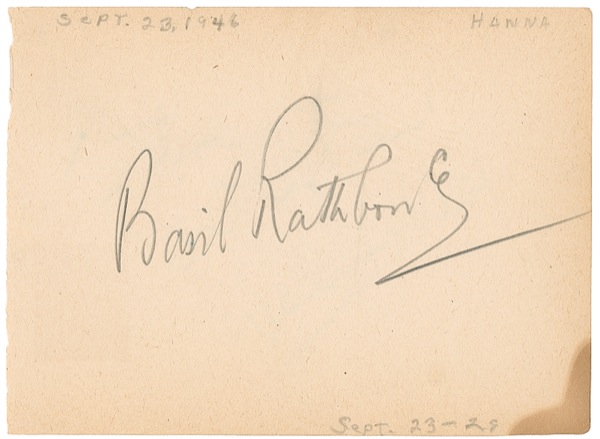 Sept. 23, 1946 HANNA
Basil Rathbone
Sept. 23-28